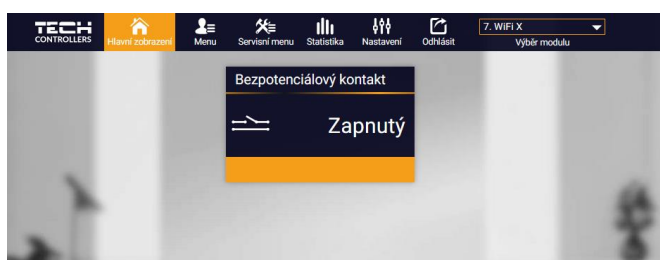 TECH
CONTROLLERS
Hlavní zobrazení
Menu
Servisní menu
Statistika
Nastavení
Odhlásit
7. WiFi X
Výběr modulu
Bezpotenciálový kontakt
Zapnutý